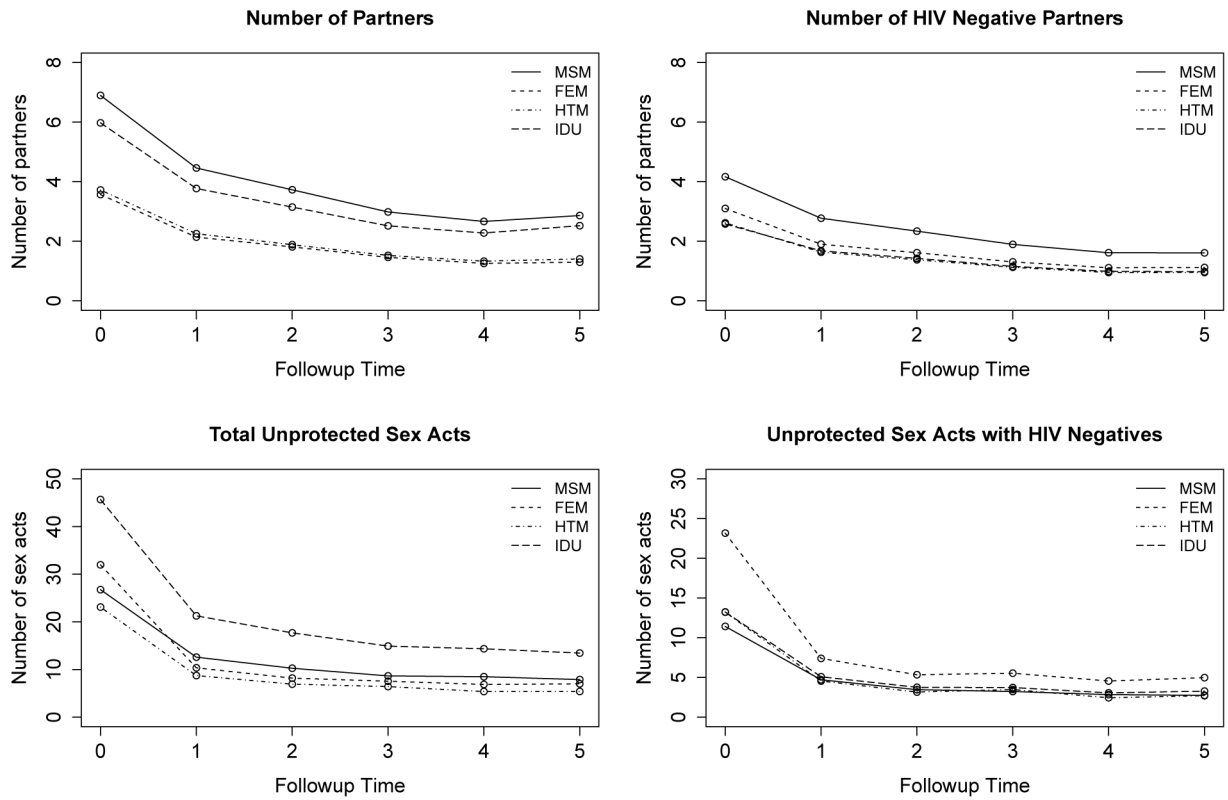 Number of Partners
Number of partners
8
6
4
2
0
MSM
FEM
HTM
IDU
0 1 2 3 4 5
Followup Time
Number of HIV Negative Partners
Number of partners
8
6
4
2
0
MSM
FEM
HTM
IDU
0 1 2 3 4 5
Followup Time
Total Unprotected Sex Acts
Number of sex acts
50
40
30
20
10
0
MSM
FEM
HTM
IDU
0 1 2 3 4 5
Followup Time
Unprotected Sex Acts with HIV Negatives
Number of sex acts
30
25
20
15
10
5
0
MSM
FEM
HTM
IDU
0 1 2 3 4 5
Followup Time